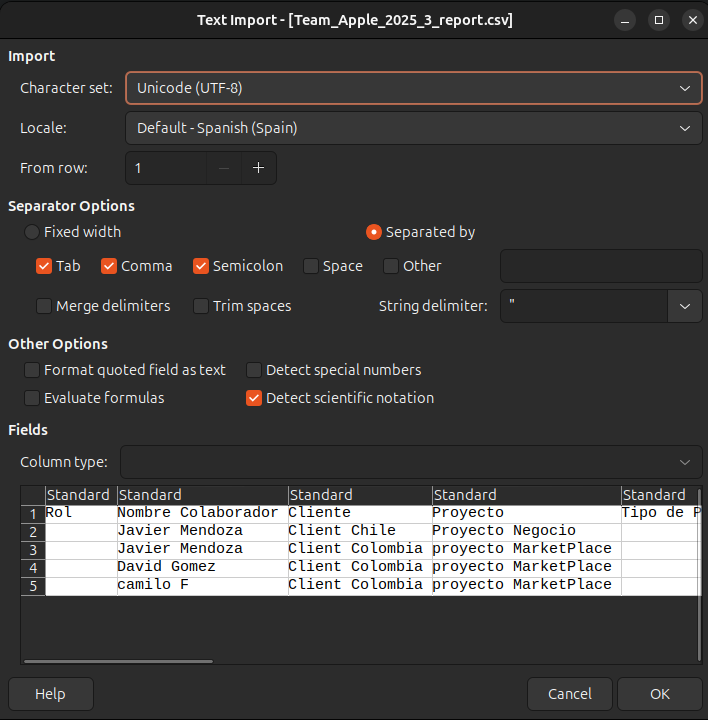 Text Import - [Team_Apple_2025_3_report.csv]
Import
Character set: Unicode (UTF-8)
Locale: Default - Spanish (Spain)
From row: 1
Separator Options
Fixed width Separated by
Tab Comma Semicolon Space Other
Merge delimiters Trim spaces String delimiter: "
Other Options
Format quoted field as text Detect special numbers
Evaluate formulas Detect scientific notation
Fields
Column type:
Standard Standard Standard Standard Standard
1 Rol Nombre Colaborador Cliente Proyecto Tipo de P
2 Javier Mendoza Client Chile Proyecto Negocio
3 Javier Mendoza Client Colombia proyecto MarketPlace
4 David Gomez Client Colombia proyecto MarketPlace
5 camilo F Client Colombia proyecto MarketPlace
Help Cancel OK